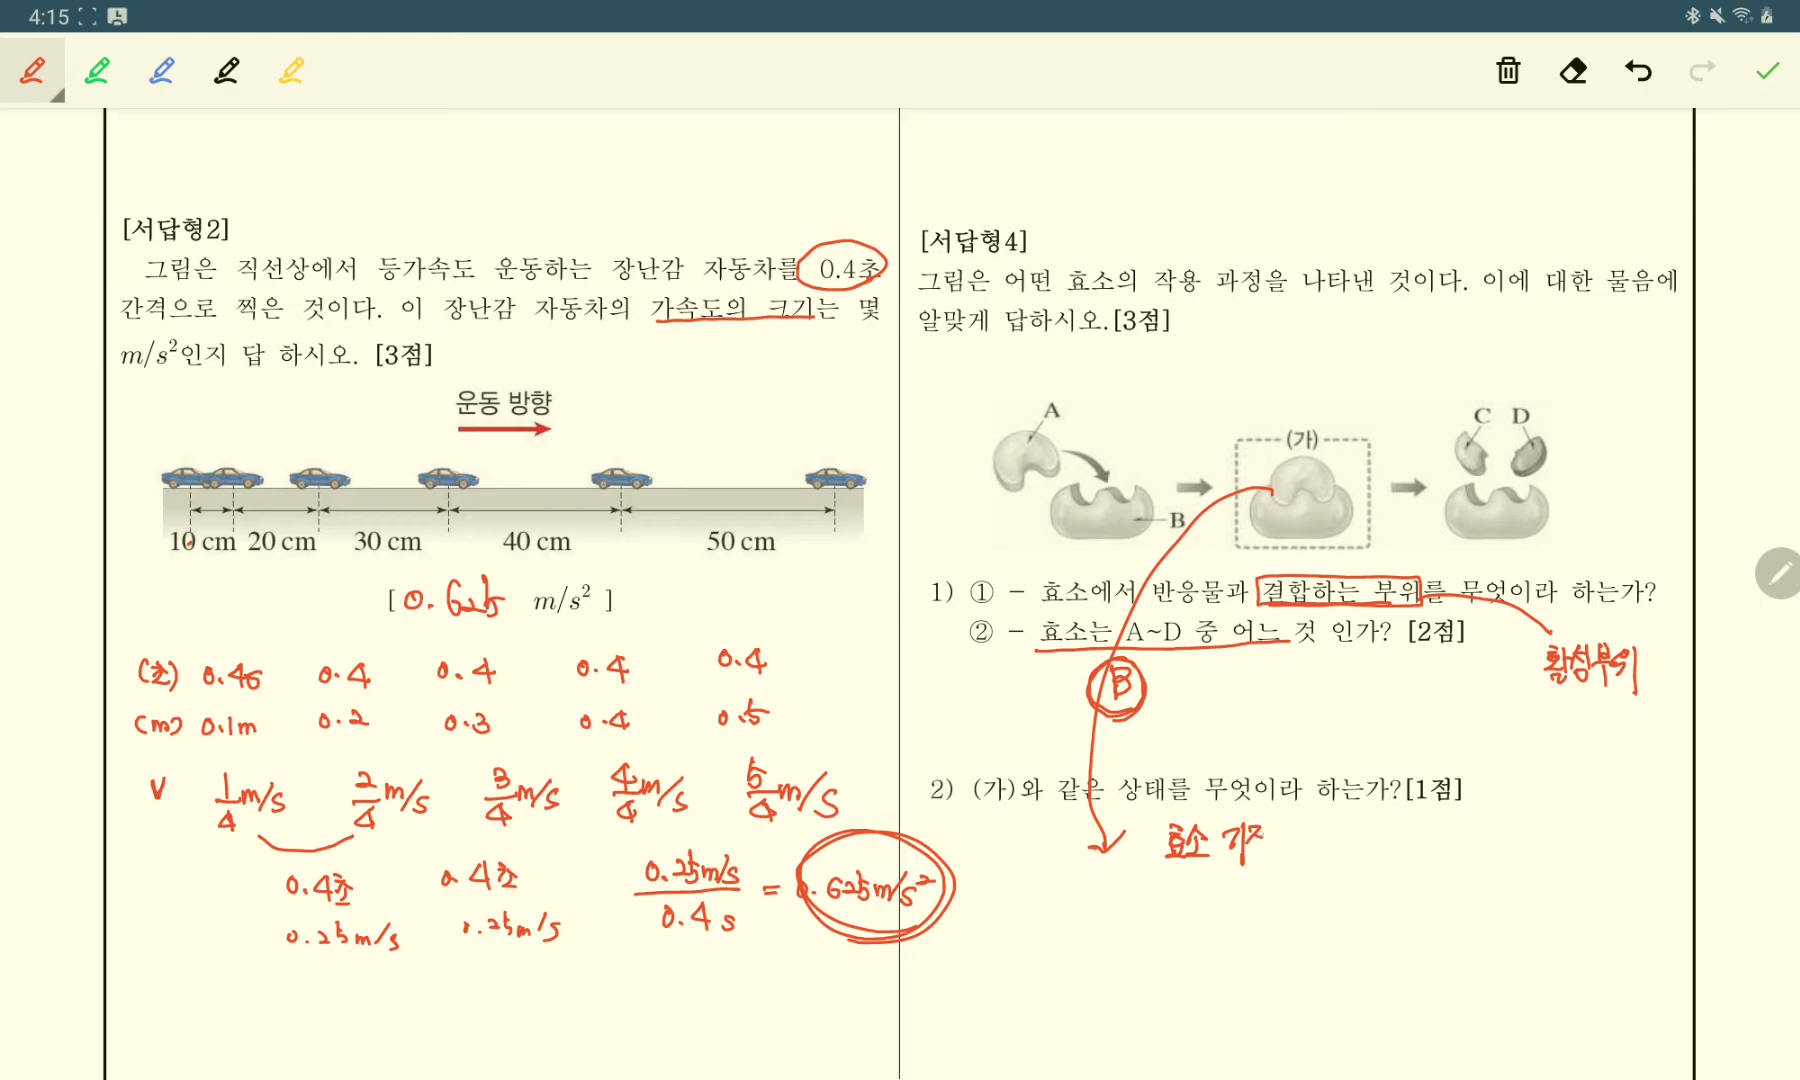 4:15
[서답형2]
그림은 직선상에서 등가속도 운동하는 장난감 자동차를 0.4초
간격으로 찍은 것이다. 이 장난감 자동차의 가속도의 크기는 몇
m/s²인지 답 하시오. [3점]
운동 방향
10 cm 20 cm 30 cm 40 cm 50 cm
[ 0.625 m/s² ]
(초) 0.4 0.4 0.4 0.4 0.4
(m) 0.1m 0.2 0.3 0.4 0.5
V 1/4 m/s 2/4 m/s 3/4 m/s 4/4 m/s 5/4 m/s
0.4초 0.4초
0.25m/s 0.25m/s
0.25m/s / 0.4 s = 0.625m/s²
[서답형4]
그림은 어떤 효소의 작용 과정을 나타낸 것이다. 이에 대한 물음에
알맞게 답하시오.[3점]
A (가) C D
B
1) ① - 효소에서 반응물과 결합하는 부위를 무엇이라 하는가?
② - 효소는 A~D 중 어느 것 인가? [2점]
활성부위
B
2) (가)와 같은 상태를 무엇이라 하는가?[1점]
효소